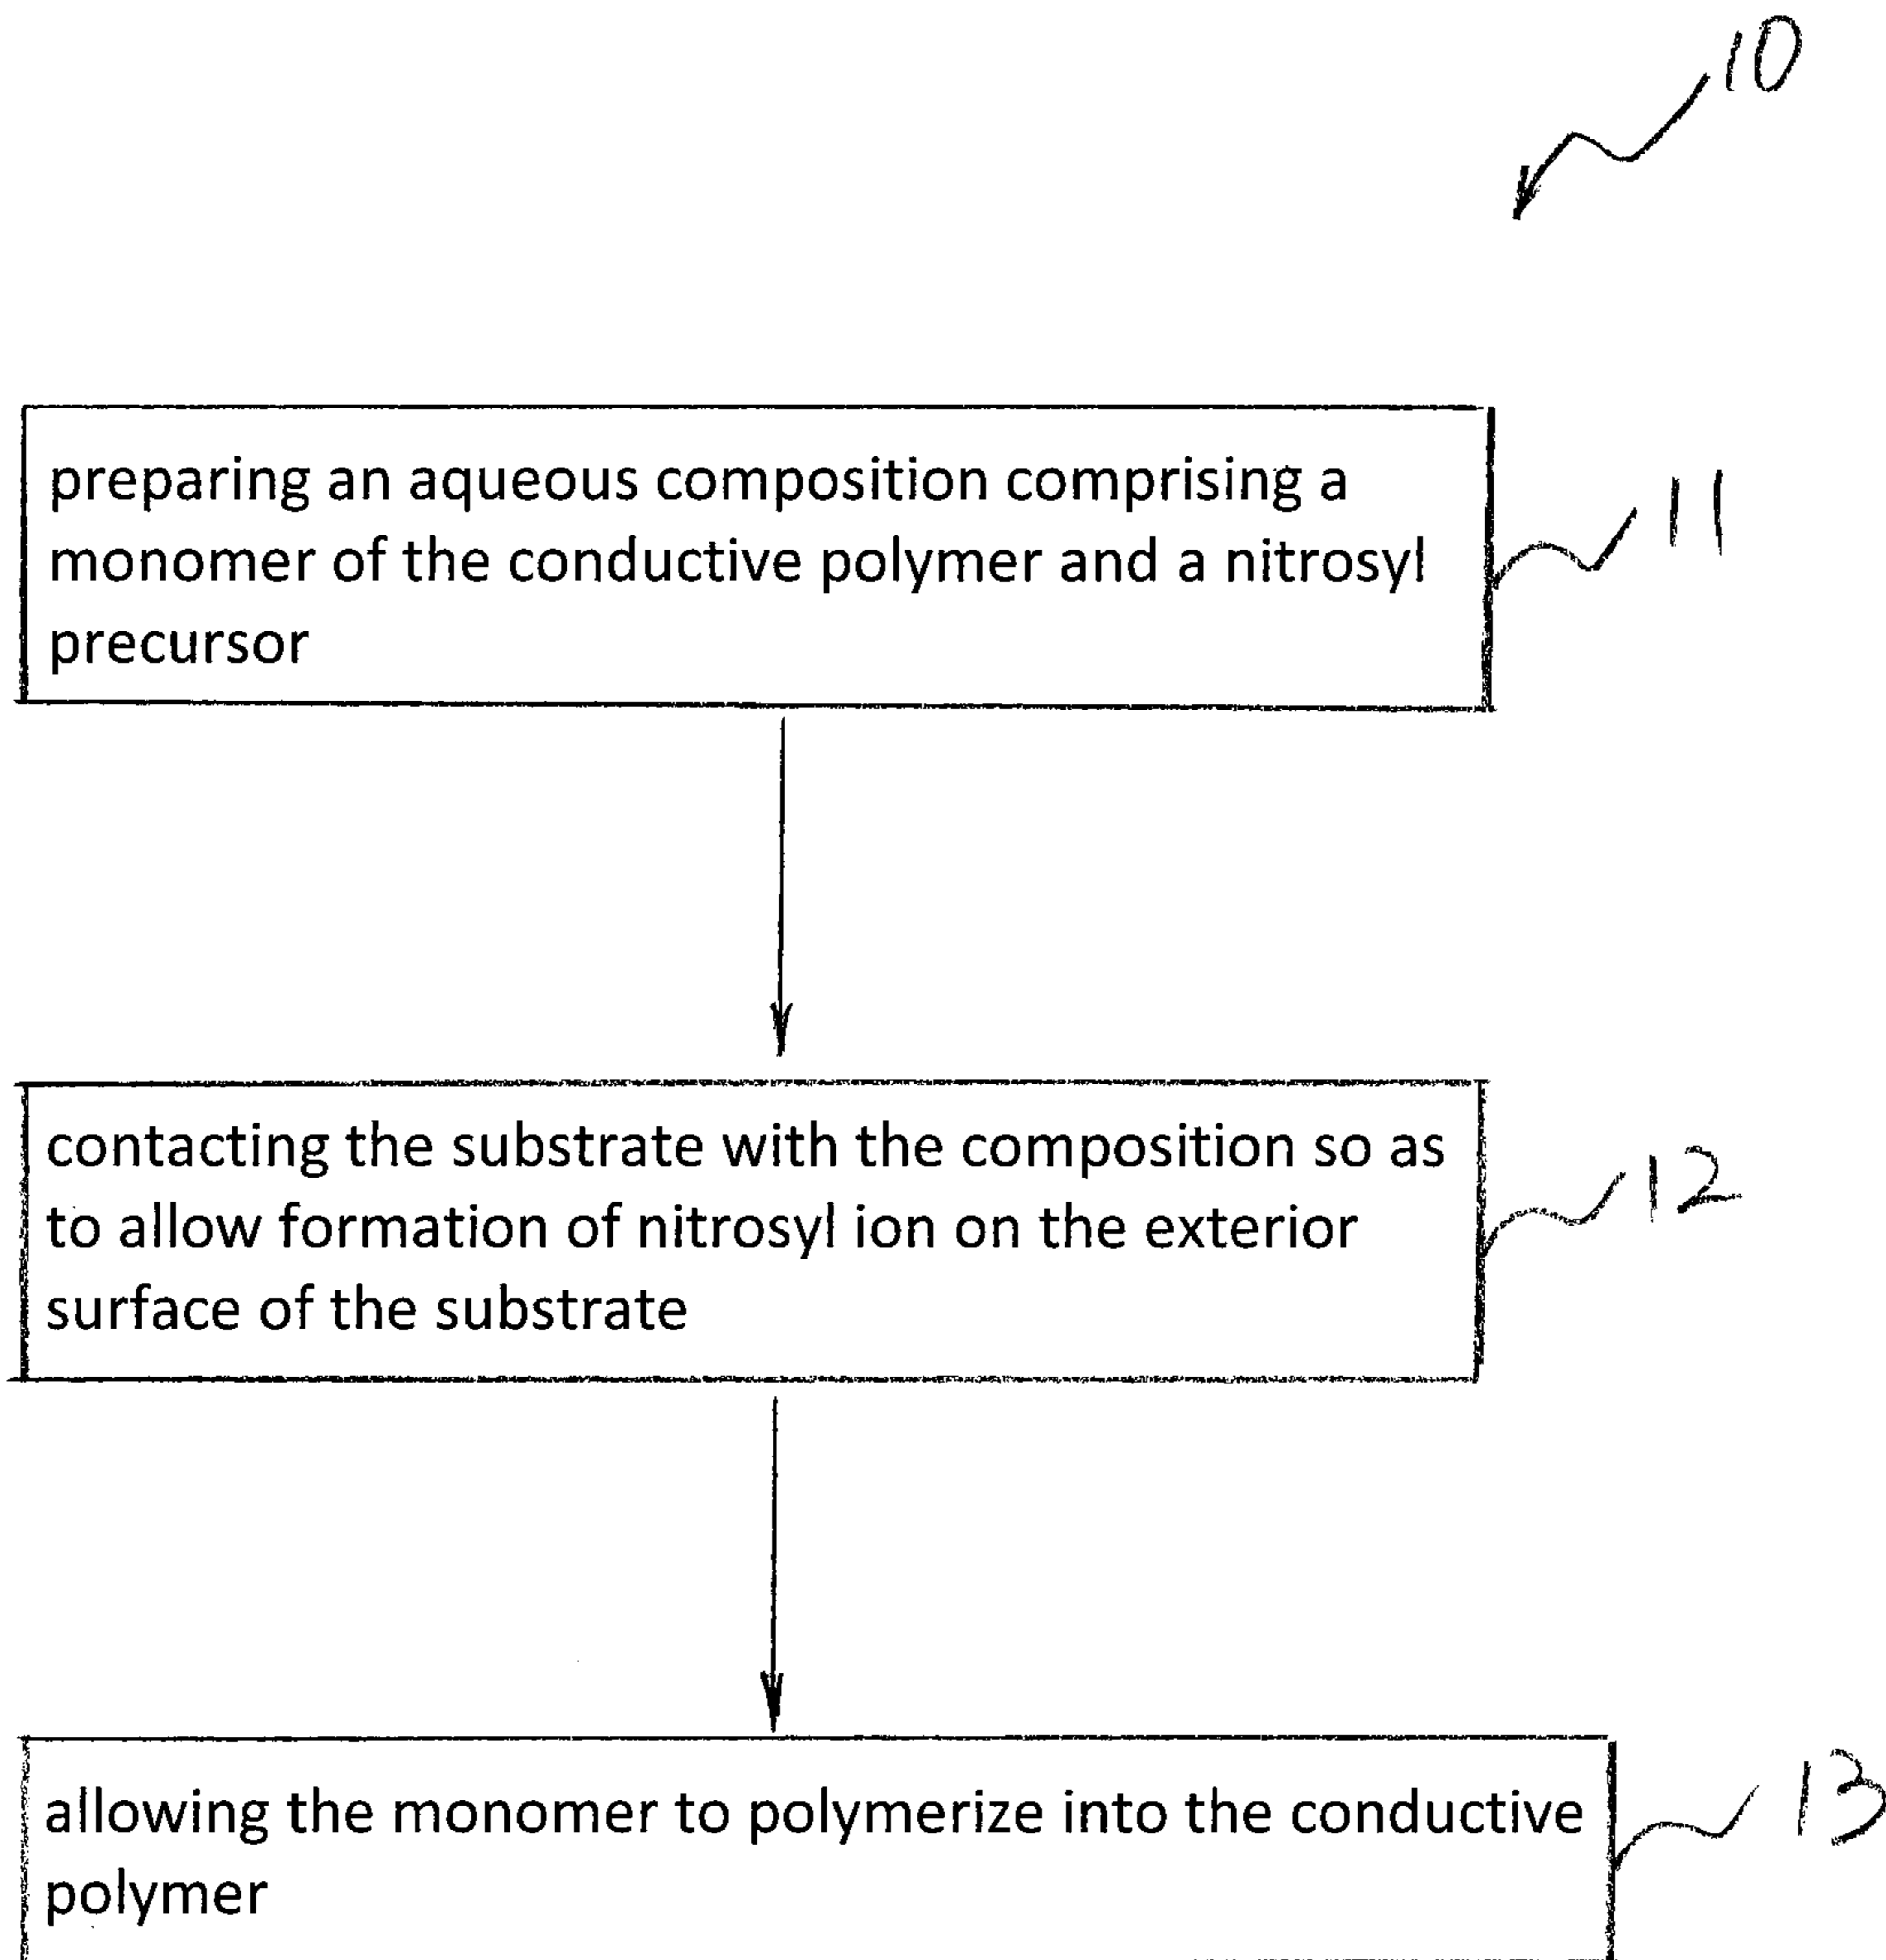 10
preparing an aqueous composition comprising a
monomer of the conductive polymer and a nitrosyl
precursor
11
contacting the substrate with the composition so as
to allow formation of nitrosyl ion on the exterior
surface of the substrate
12
allowing the monomer to polymerize into the conductive
polymer
13